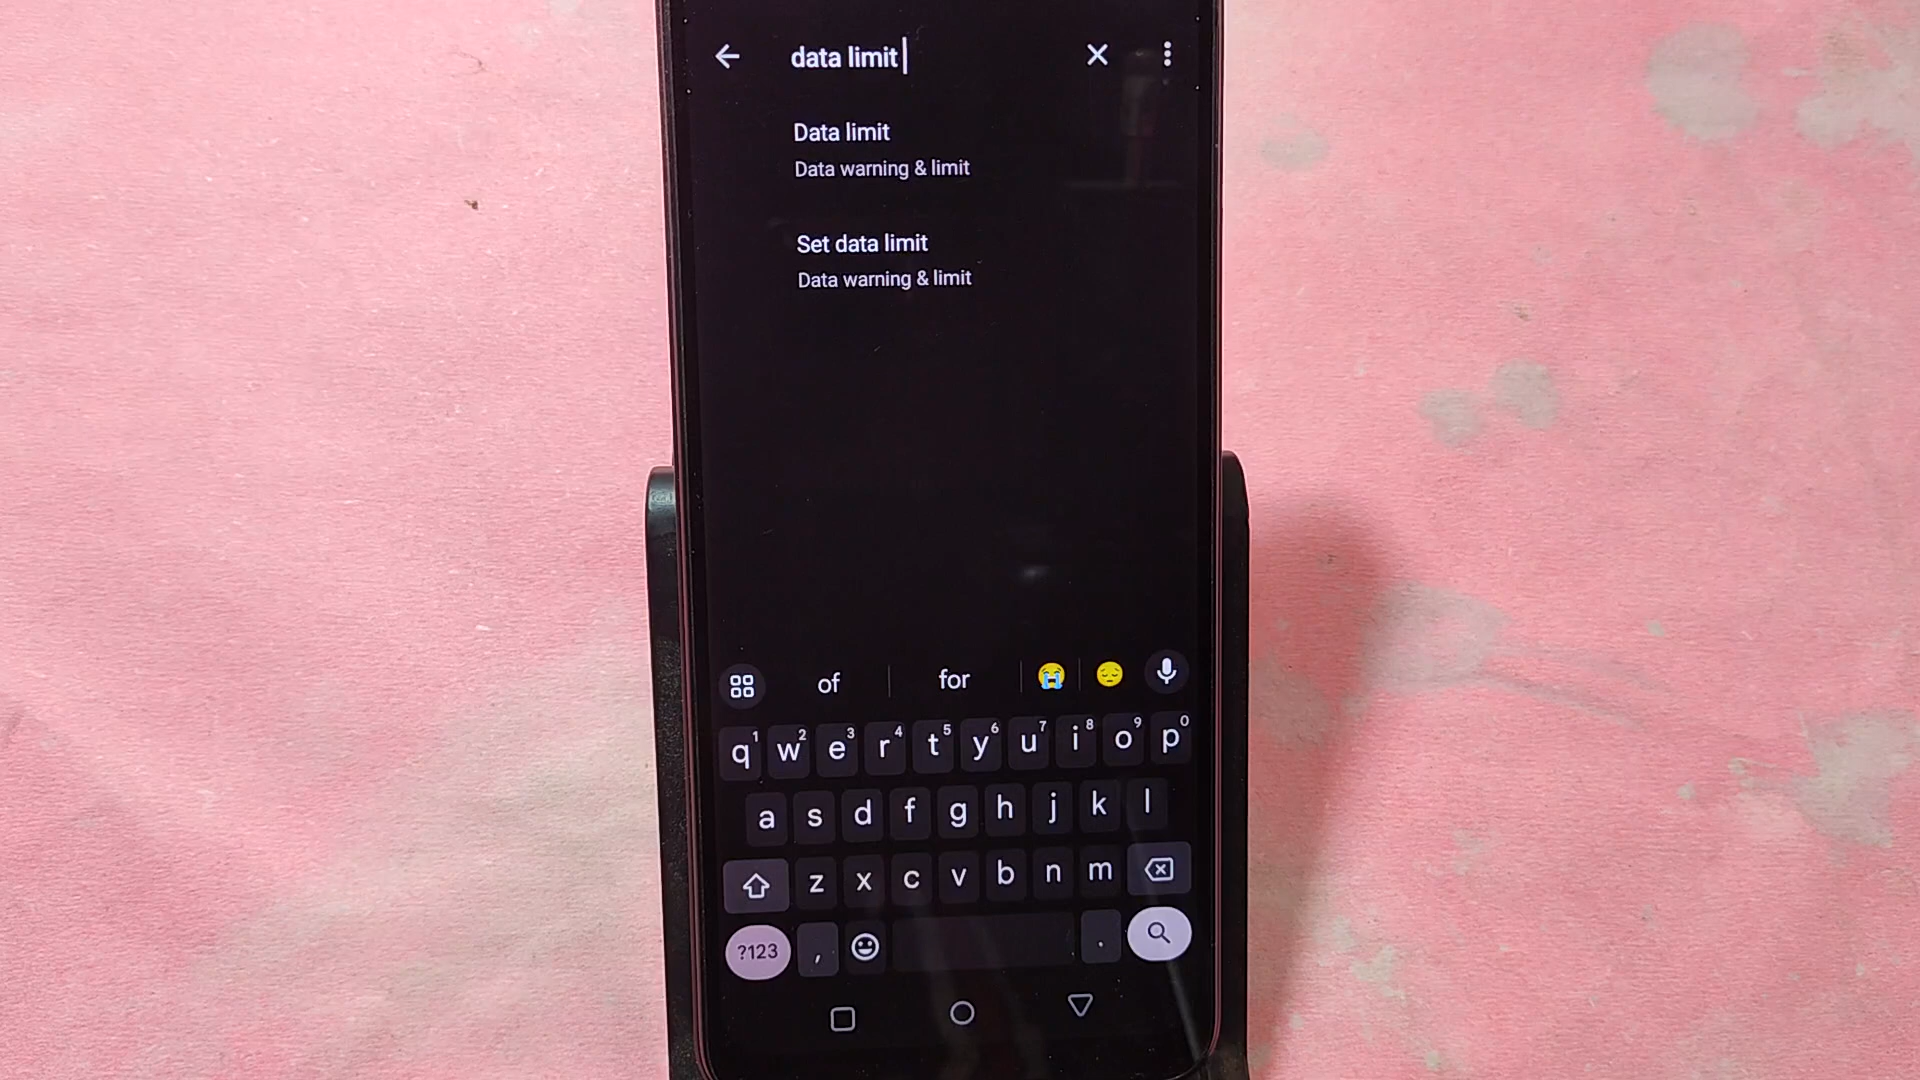 data limit
Data limit
Data warning & limit
Set data limit
Data warning & limit
of for
q1 w2 e3 r4 t5 y6 u7 i8 o9 p0
a s d f g h j k l
z x c v b n m
?123 , .